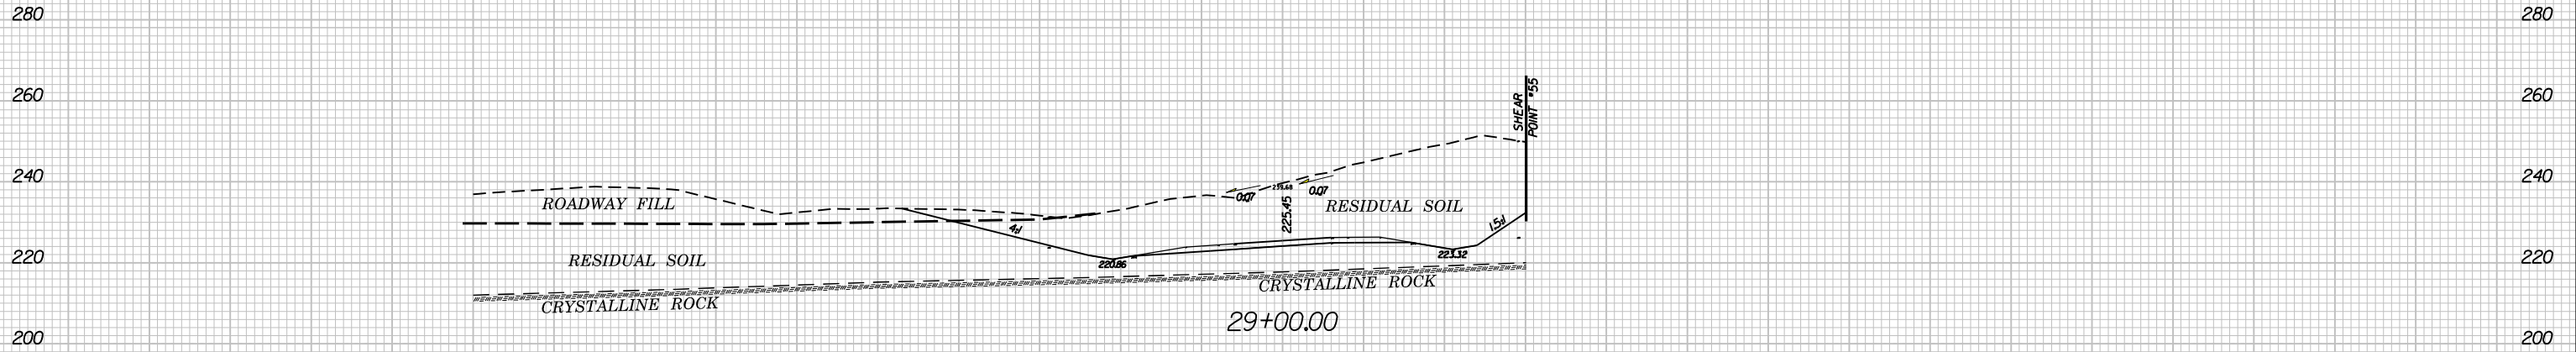 280 280
260 260
SHEAR
POINT #55
240 240
0.07 239.68 0.07
ROADWAY FILL
225.45
RESIDUAL SOIL
4:1
1.5:1
220 220
RESIDUAL SOIL
220.86
223.32
CRYSTALLINE ROCK
CRYSTALLINE ROCK
29+00.00
200 200